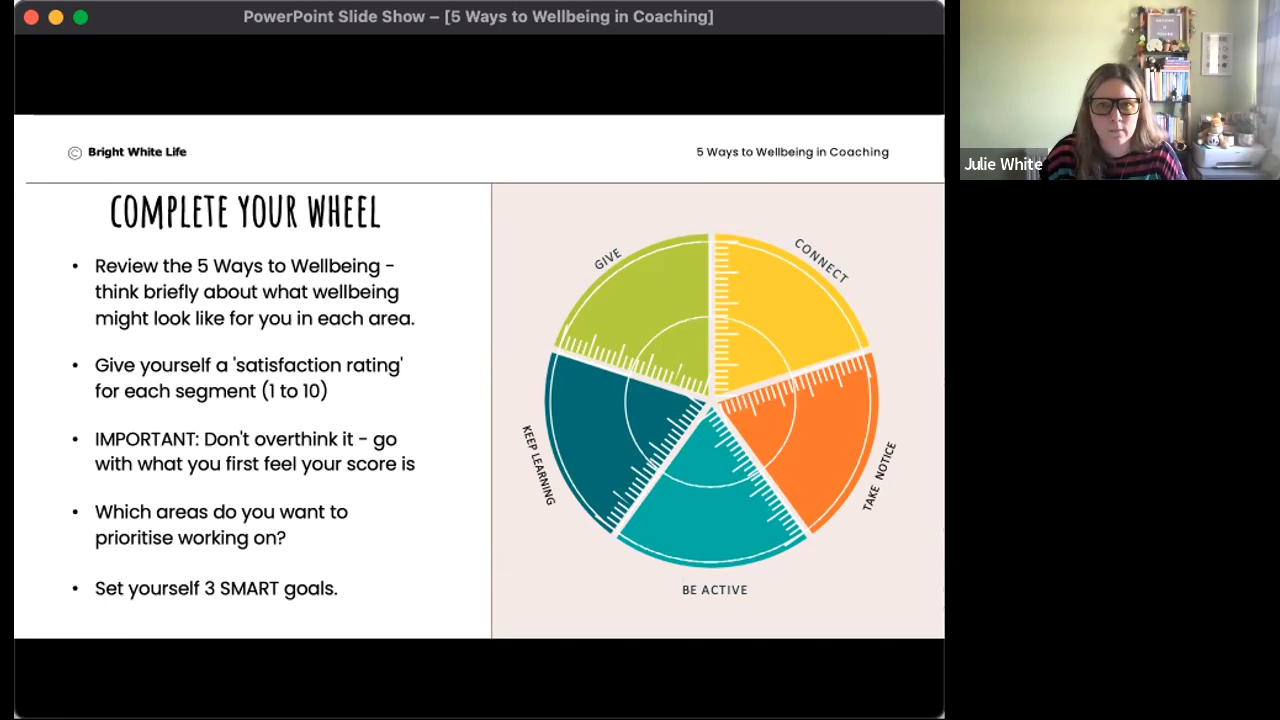 PowerPoint Slide Show – [5 Ways to Wellbeing in Coaching]
© Bright White Life
5 Ways to Wellbeing in Coaching
COMPLETE YOUR WHEEL
• Review the 5 Ways to Wellbeing -
think briefly about what wellbeing
might look like for you in each area.
• Give yourself a 'satisfaction rating'
for each segment (1 to 10)
• IMPORTANT: Don't overthink it - go
with what you first feel your score is
• Which areas do you want to
prioritise working on?
• Set yourself 3 SMART goals.
GIVE
CONNECT
KEEP LEARNING
TAKE NOTICE
BE ACTIVE
Julie White